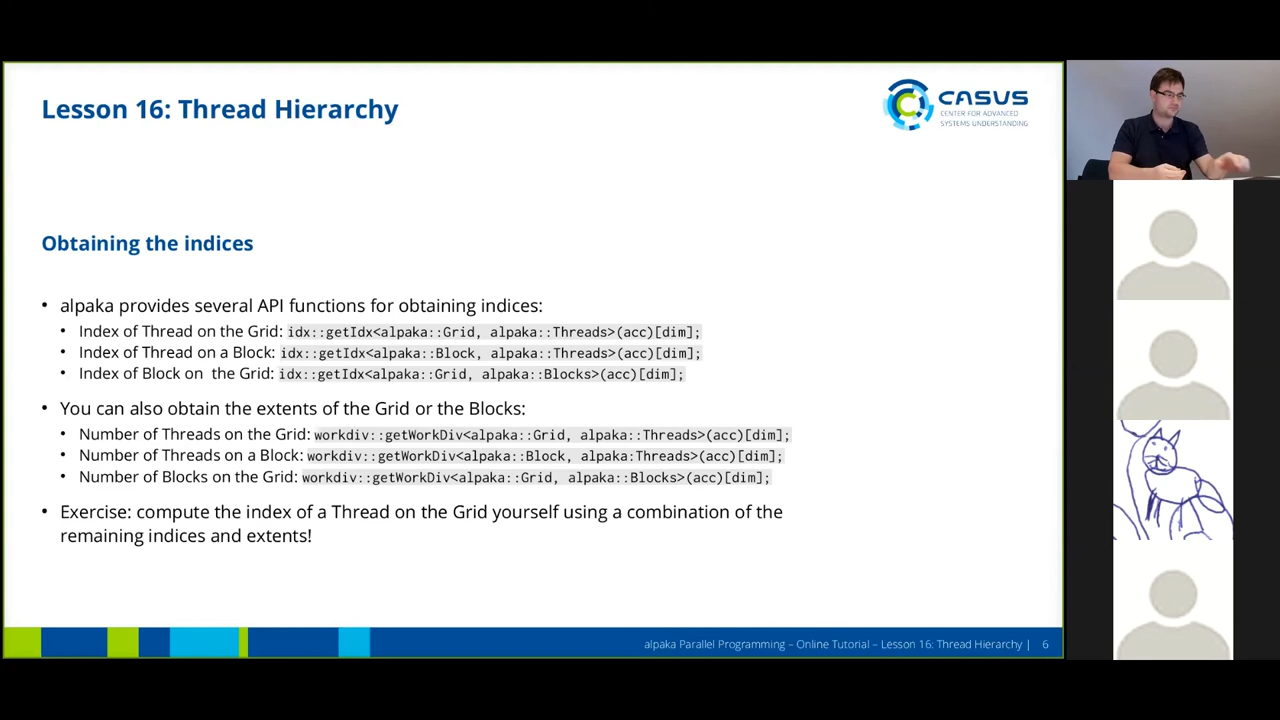 Lesson 16: Thread Hierarchy
CASUS
CENTER FOR ADVANCED
SYSTEMS UNDERSTANDING
Obtaining the indices
• alpaka provides several API functions for obtaining indices:
• Index of Thread on the Grid: idx::getIdx<alpaka::Grid, alpaka::Threads>(acc)[dim];
• Index of Thread on a Block: idx::getIdx<alpaka::Block, alpaka::Threads>(acc)[dim];
• Index of Block on the Grid: idx::getIdx<alpaka::Grid, alpaka::Blocks>(acc)[dim];
• You can also obtain the extents of the Grid or the Blocks:
• Number of Threads on the Grid: workdiv::getWorkDiv<alpaka::Grid, alpaka::Threads>(acc)[dim];
• Number of Threads on a Block: workdiv::getWorkDiv<alpaka::Block, alpaka:Threads>(acc)[dim];
• Number of Blocks on the Grid: workdiv::getWorkDiv<alpaka::Grid, alpaka::Blocks>(acc)[dim];
• Exercise: compute the index of a Thread on the Grid yourself using a combination of the
remaining indices and extents!
alpaka Parallel Programming – Online Tutorial – Lesson 16: Thread Hierarchy | 6